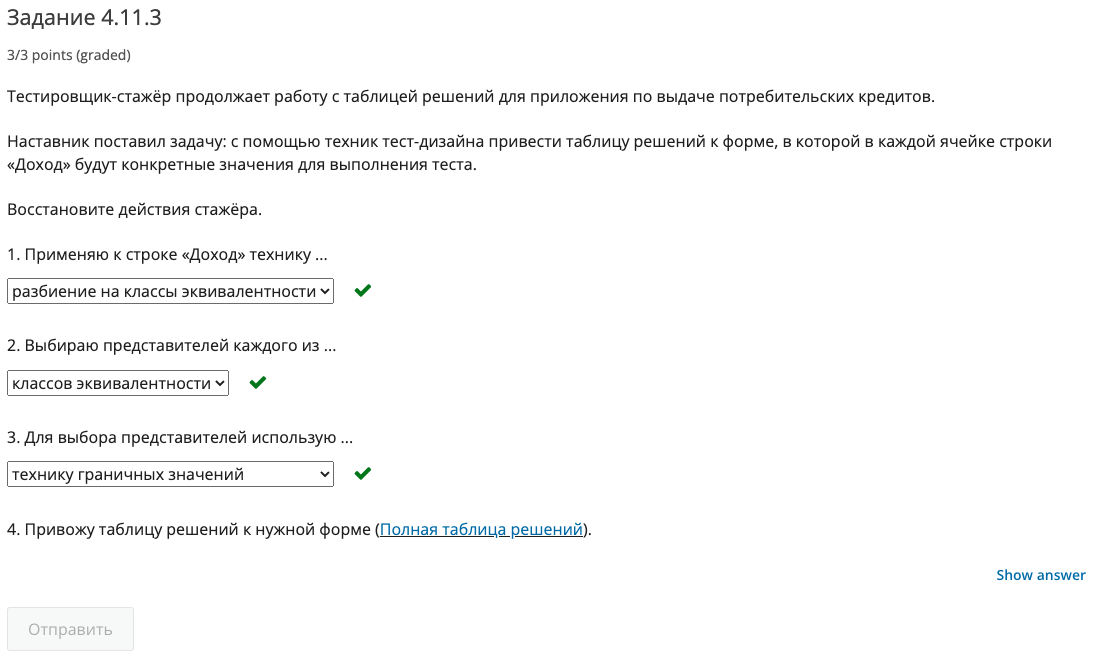 Задание 4.11.3
3/3 points (graded)
Тестировщик-стажёр продолжает работу с таблицей решений для приложения по выдаче потребительских кредитов.
Наставник поставил задачу: с помощью техник тест-дизайна привести таблицу решений к форме, в которой в каждой ячейке строки
«Доход» будут конкретные значения для выполнения теста.
Восстановите действия стажёра.
1. Применяю к строке «Доход» технику ...
разбиение на классы эквивалентности
2. Выбираю представителей каждого из ...
классов эквивалентности
3. Для выбора представителей использую ...
технику граничных значений
4. Привожу таблицу решений к нужной форме (Полная таблица решений).
Show answer
Отправить